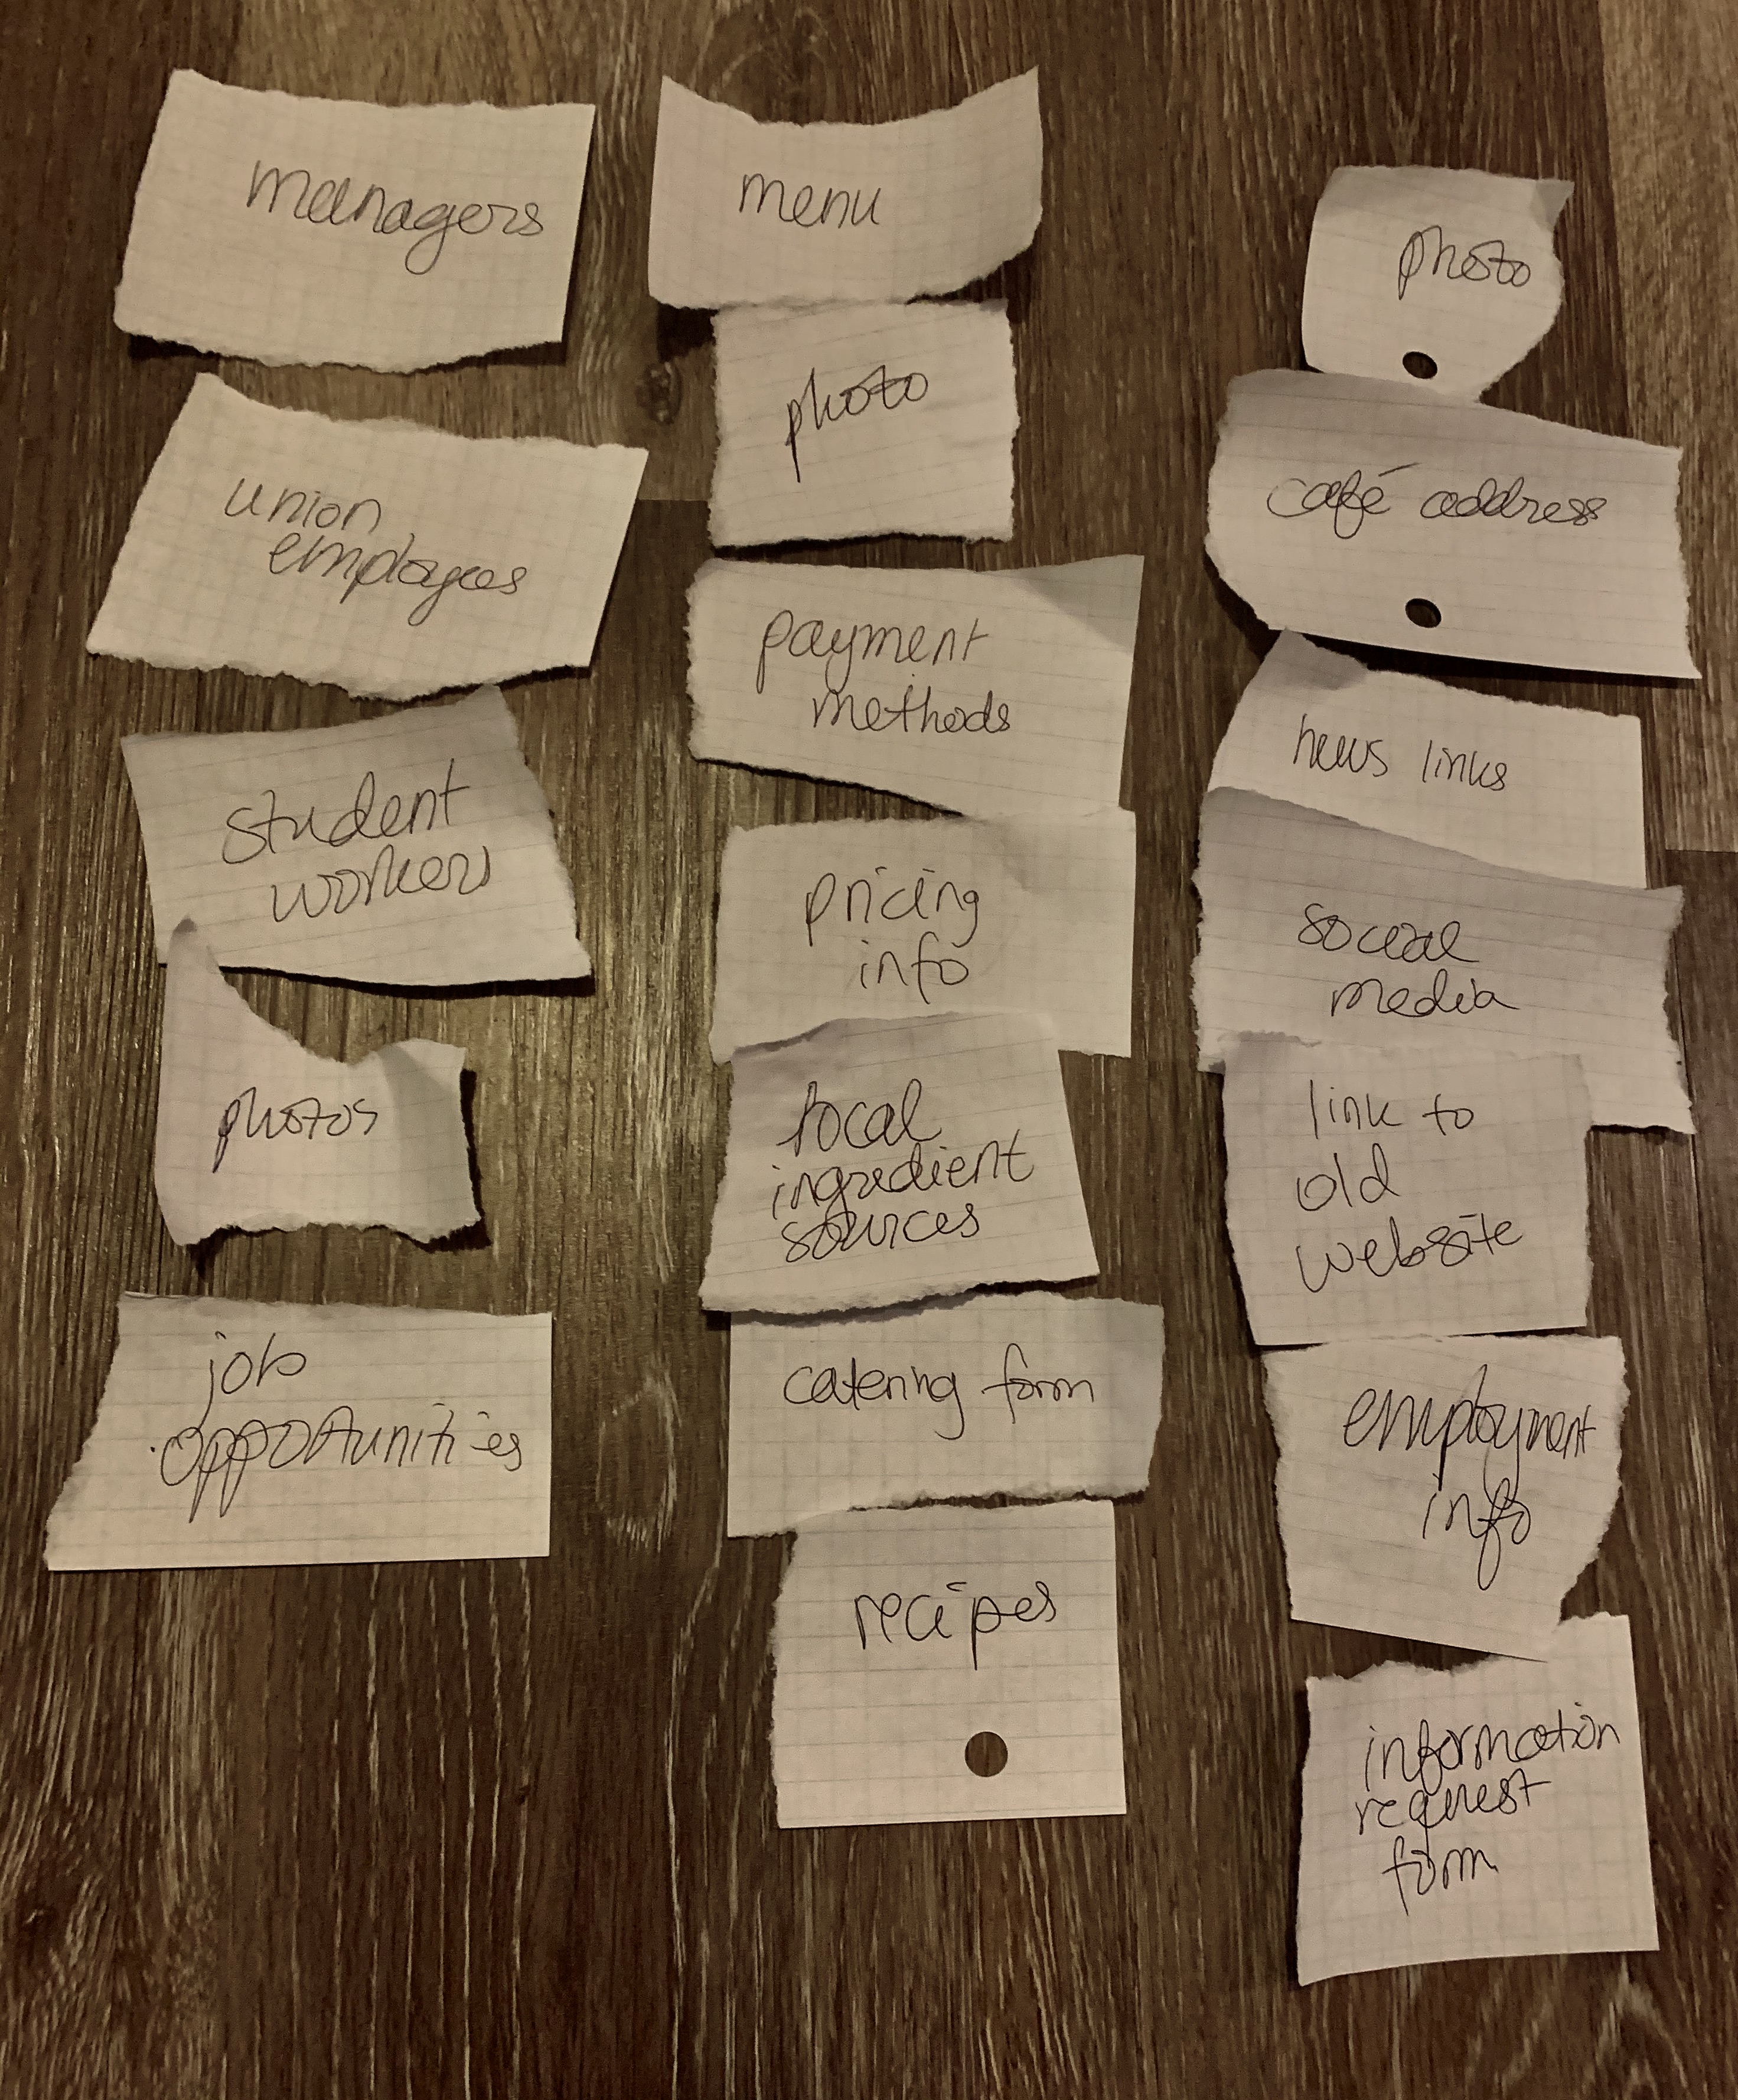 managers
union
employees
student
workers
photos
job
opportunities
menu
photo
payment
methods
pricing
info
local
ingredient
sources
catering form
recipes
photo
café address
news links
social
media
link to
old
website
employment
info
information
request
form